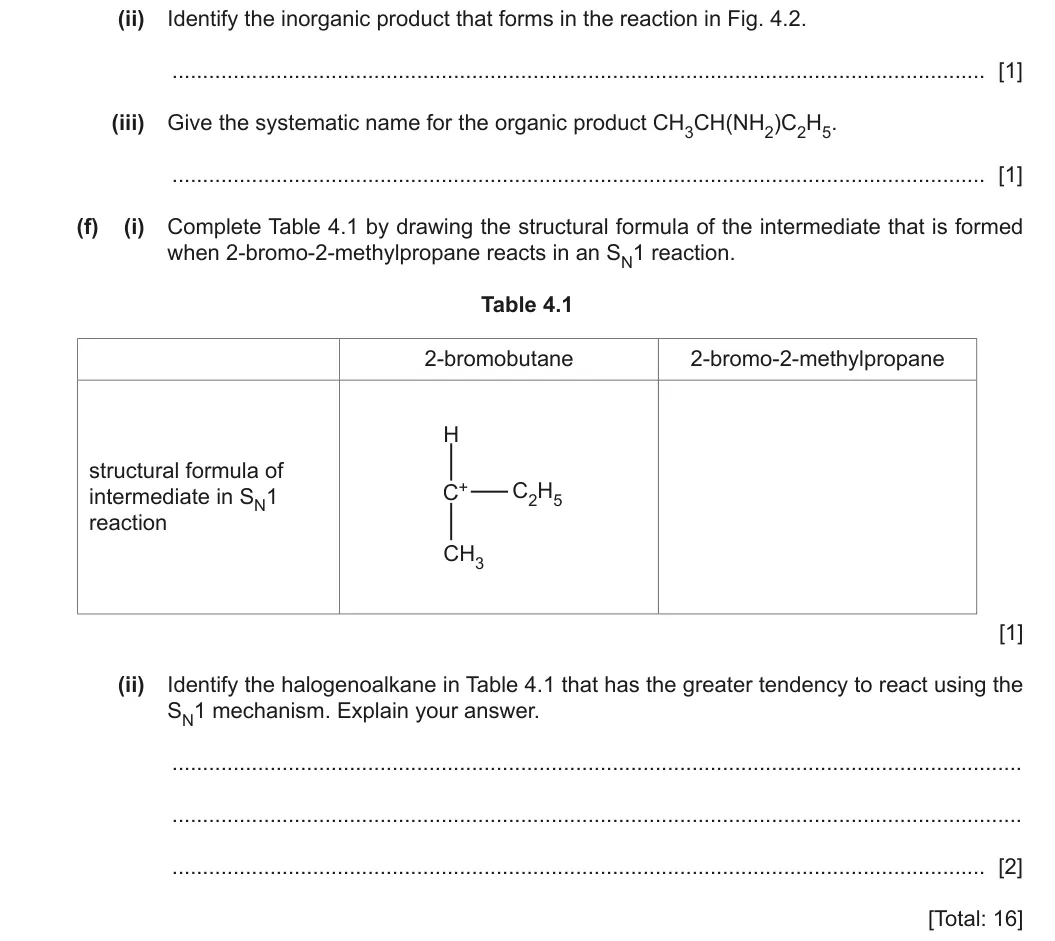 (ii) Identify the inorganic product that forms in the reaction in Fig. 4.2.
.............................................................................................................................. [1]
(iii) Give the systematic name for the organic product CH₃CH(NH₂)C₂H₅.
.............................................................................................................................. [1]
(f) (i) Complete Table 4.1 by drawing the structural formula of the intermediate that is formed
when 2-bromo-2-methylpropane reacts in an S_N1 reaction.
Table 4.1
2-bromobutane 2-bromo-2-methylpropane
structural formula of
intermediate in S_N1
reaction
H
C⁺ C₂H₅
CH₃
[1]
(ii) Identify the halogenoalkane in Table 4.1 that has the greater tendency to react using the
S_N1 mechanism. Explain your answer.
..............................................................................................................................
..............................................................................................................................
.............................................................................................................................. [2]
[Total: 16]